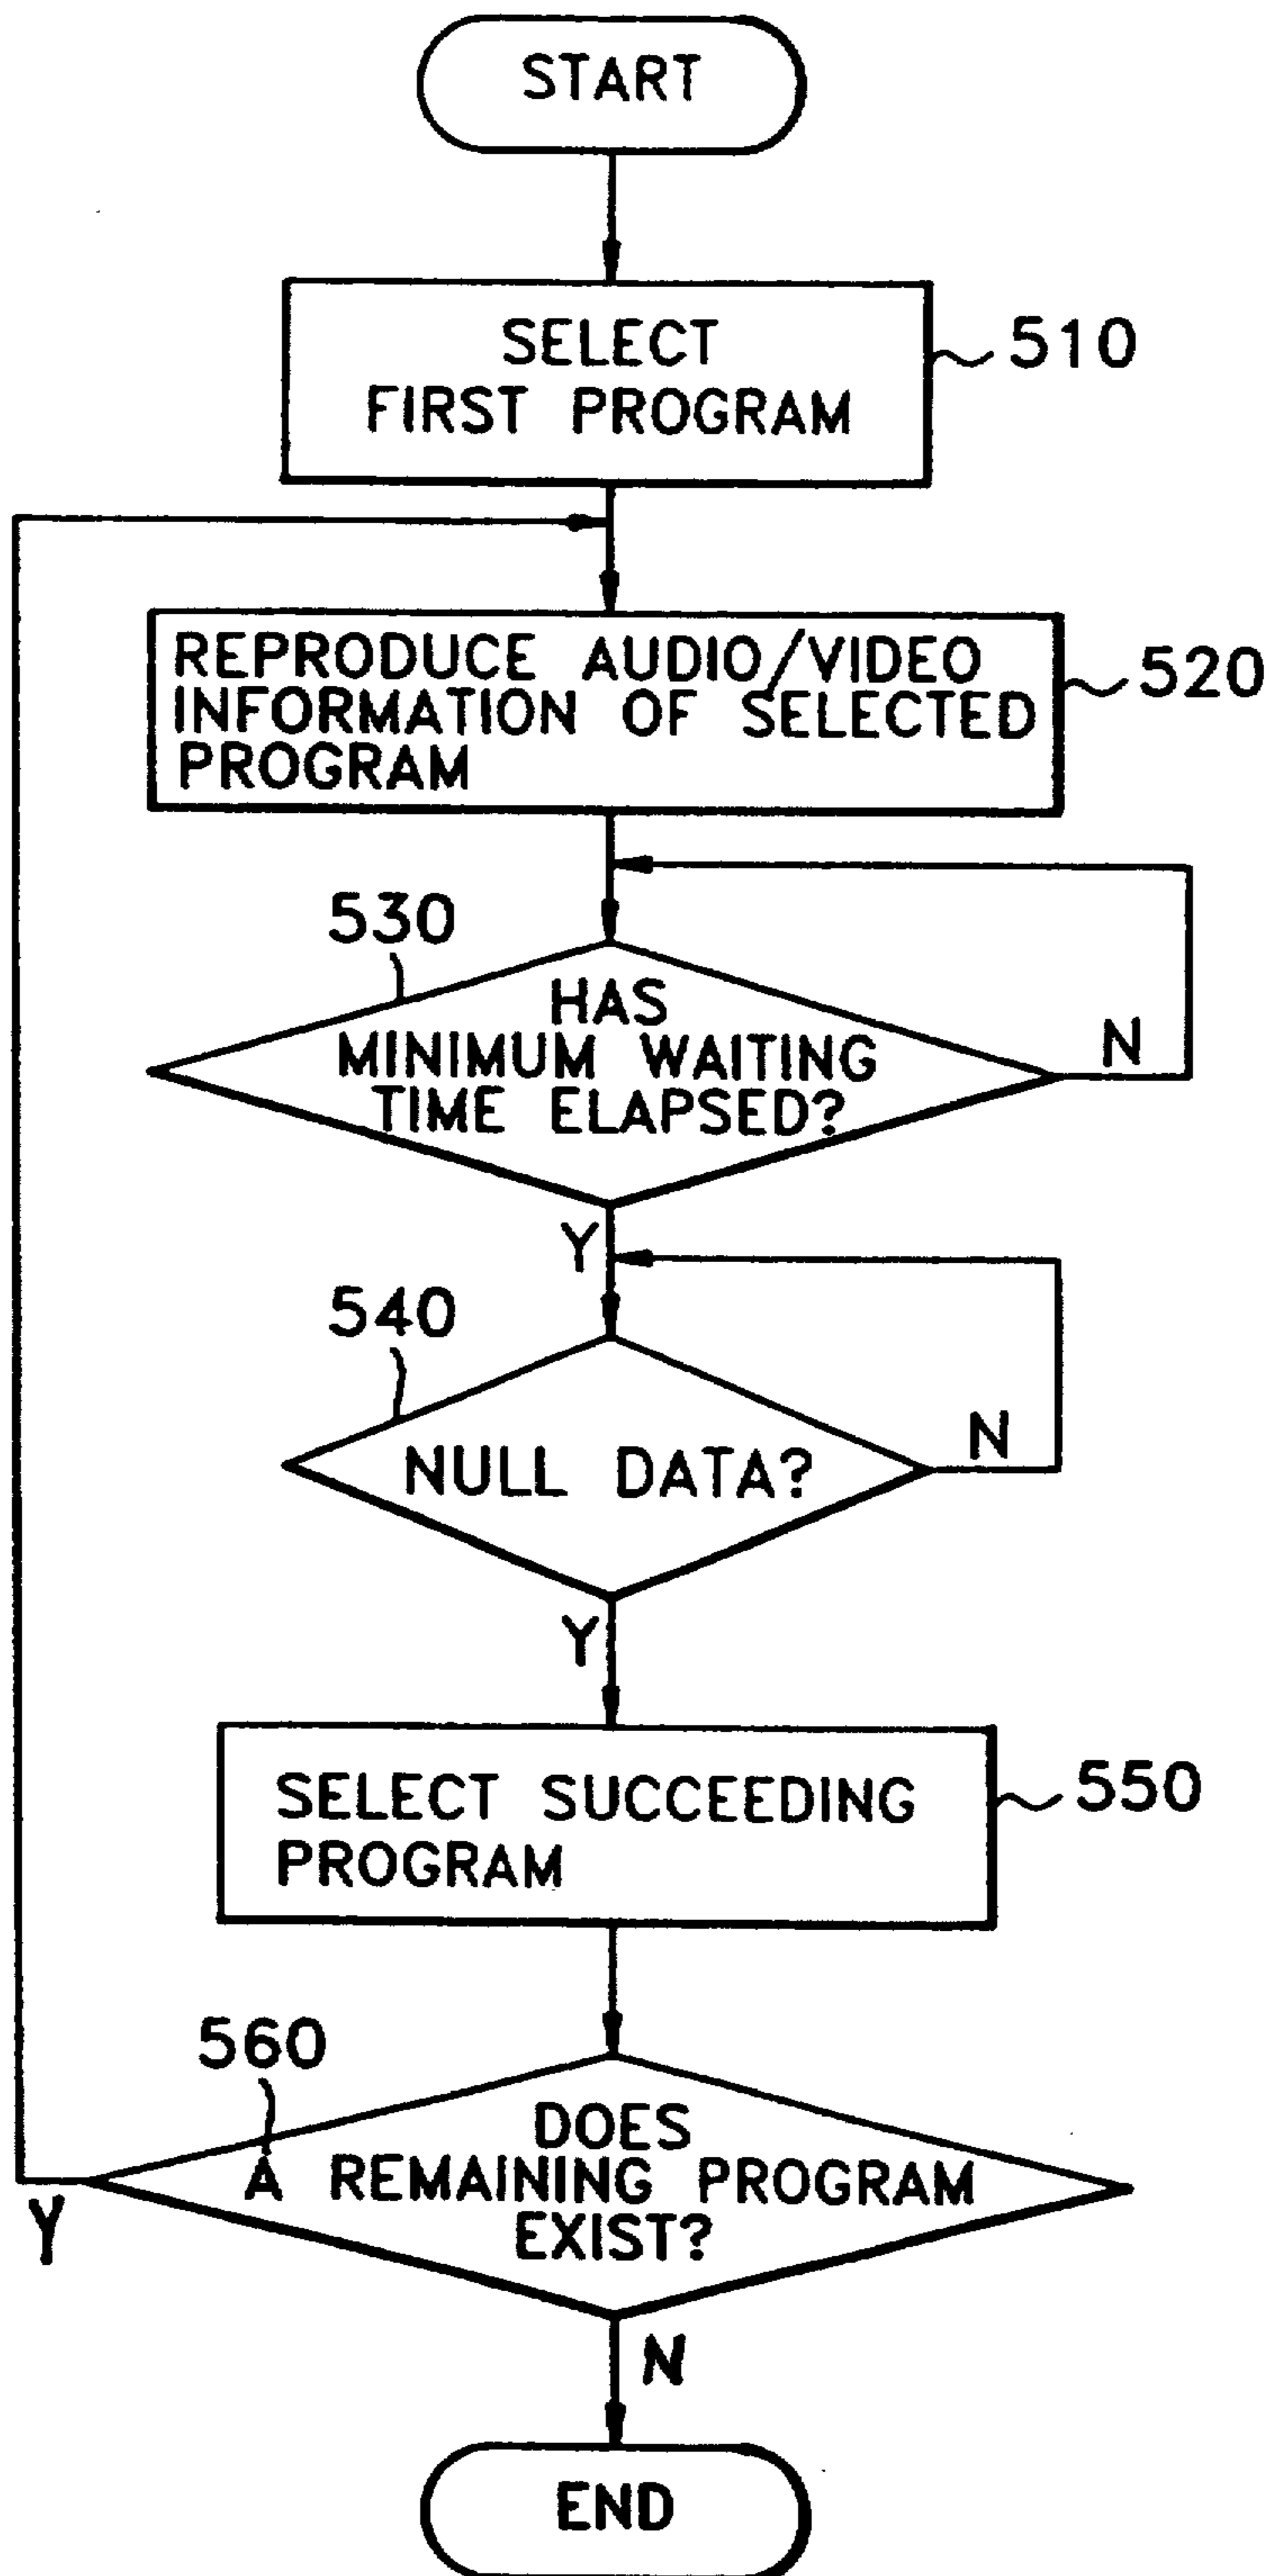 START
SELECT
FIRST PROGRAM
510
REPRODUCE AUDIO/VIDEO
INFORMATION OF SELECTED
PROGRAM
520
530
HAS
MINIMUM WAITING
TIME ELAPSED?
N
Y
540
NULL DATA?
N
Y
SELECT SUCCEEDING
PROGRAM
550
560
DOES
A REMAINING PROGRAM
EXIST?
Y
N
END